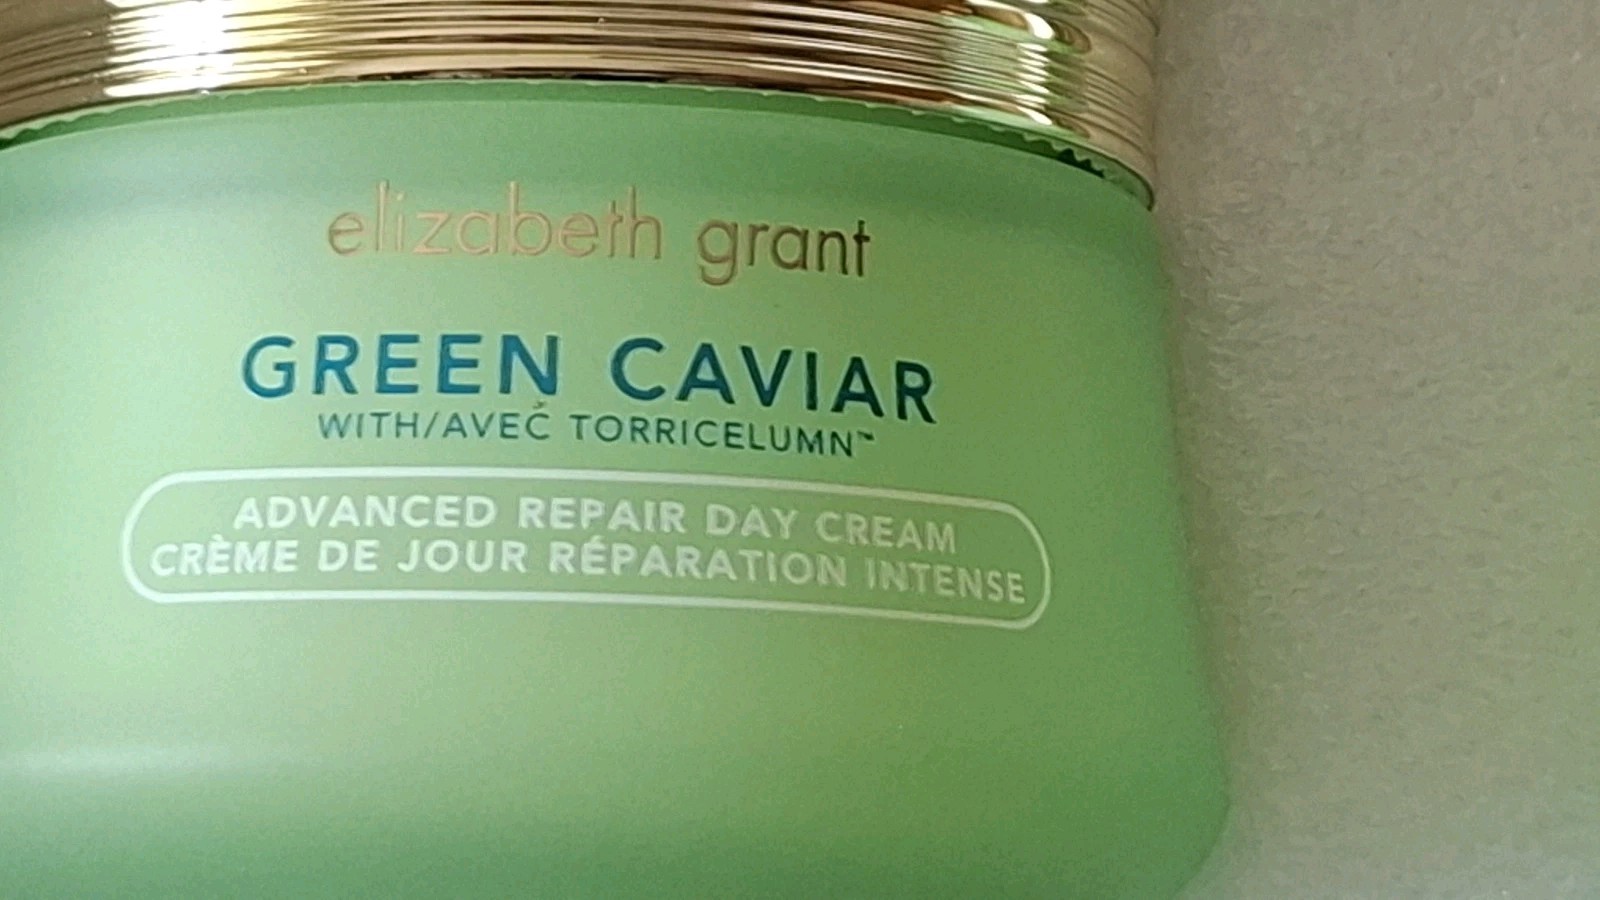 elizabeth grant
GREEN CAVIAR
WITH/AVEC TORRICELUMN™
ADVANCED REPAIR DAY CREAM
CRÈME DE JOUR RÉPARATION INTENSE